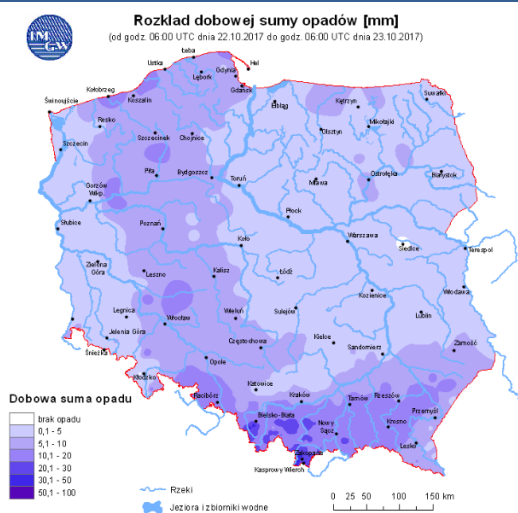 IM
GW
Rozkład dobowej sumy opadów [mm]
(od godz. 06:00 UTC dnia 22.10.2017 do godz. 06:00 UTC dnia 23.10.2017)
Łeba
Hel
Ustka
Gdynia
Lębork
Gdańsk
Kołobrzeg
Koszalin
Świnoujście
Elbląg
Kętrzyn
Suwałki
Resko
Mikołajki
Szczecinek
Chojnice
Olsztyn
Szczecin
Piła
Bydgoszcz
Toruń
Mława
Ostrołęka
Białystok
Gorzów
Wlkp.
Płock
Słubice
Poznań
Koło
Warszawa
Siedlce
Terespol
Zielona
Góra
Leszno
Kalisz
Łódź
Kozienice
Włodawa
Legnica
Wrocław
Wieluń
Sulejów
Lublin
Jelenia Góra
Śnieżka
Częstochowa
Kielce
Sandomierz
Zamość
Opole
Kłodzko
Katowice
Racibórz
Kraków
Tarnów
Rzeszów
Przemyśl
Bielsko-Biała
Nowy
Sącz
Krosno
Lesko
Zakopane
Kasprowy Wierch
Dobowa suma opadu
brak opadu
0,1 - 5
5,1 - 10
10,1 - 20
20,1 - 30
30,1 - 50
50,1 - 100
Rzeki
Jeziora i zbiorniki wodne
0 25 50 100 150 km